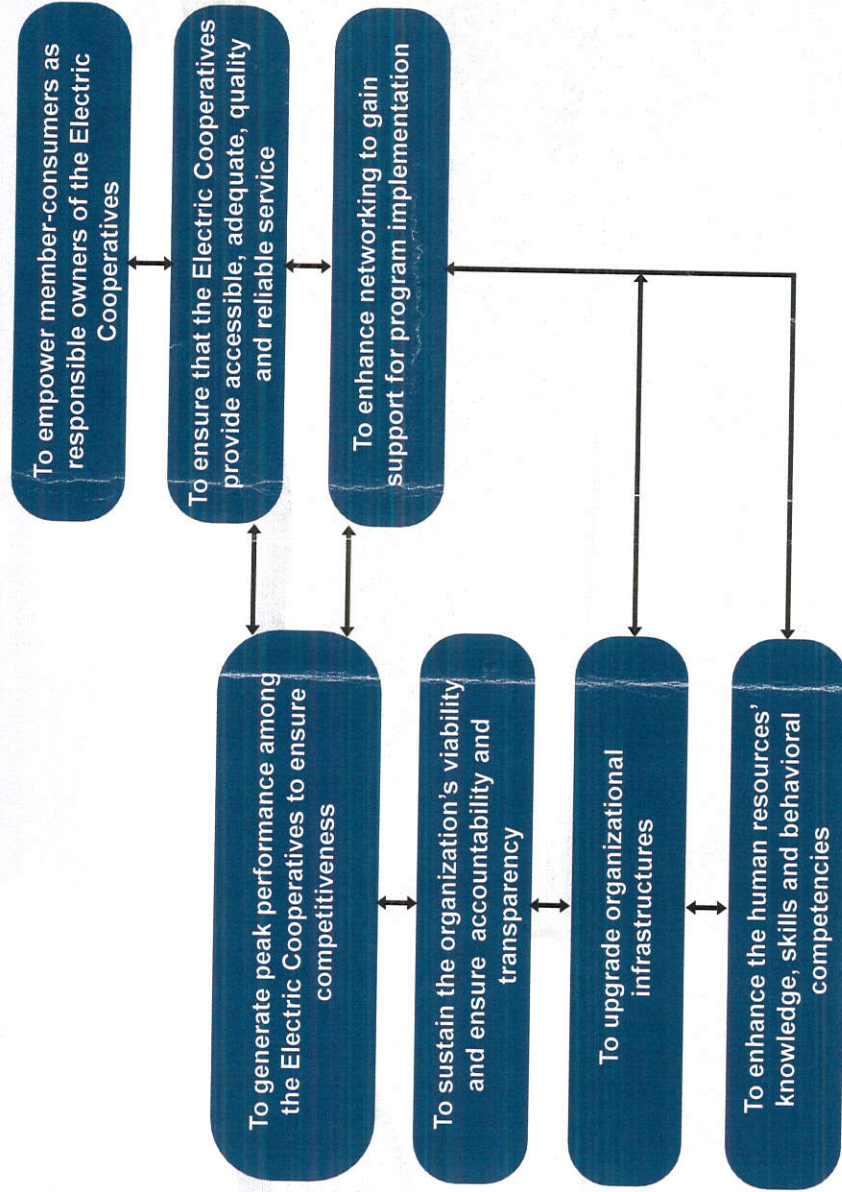 To empower member-consumers as
responsible owners of the Electric
Cooperatives
To ensure that the Electric Cooperatives
provide accessible, adequate, quality
and reliable service
To enhance networking to gain
support for program implementation
To generate peak performance among
the Electric Cooperatives to ensure
competitiveness
To sustain the organization's viability
and ensure accountability and
transparency
To upgrade organizational
infrastructures
To enhance the human resources'
knowledge, skills and behavioral
competencies